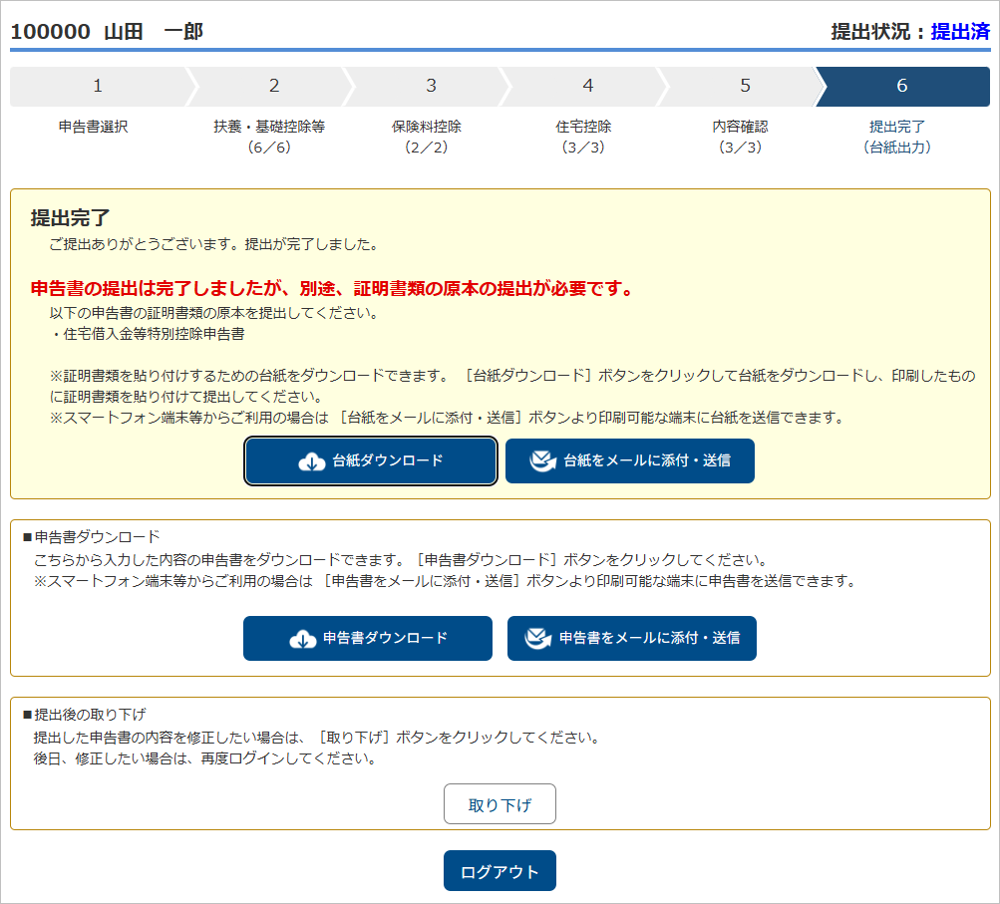 100000 山田　一郎
提出状況：提出済
1
2
3
4
5
6
申告書選択
扶養・基礎控除等
（6／6）
保険料控除
（2／2）
住宅控除
（3／3）
内容確認
（3／3）
提出完了
（台紙出力）
提出完了
ご提出ありがとうございます。提出が完了しました。
申告書の提出は完了しましたが、別途、証明書類の原本の提出が必要です。
以下の申告書の証明書類の原本を提出してください。
・住宅借入金等特別控除申告書
※証明書類を貼り付けするための台紙をダウンロードできます。［台紙ダウンロード］ボタンをクリックして台紙をダウンロードし、印刷したもの
に証明書類を貼り付けて提出してください。
※スマートフォン端末等からご利用の場合は［台紙をメールに添付・送信］ボタンより印刷可能な端末に台紙を送信できます。
台紙ダウンロード
台紙をメールに添付・送信
■申告書ダウンロード
こちらから入力した内容の申告書をダウンロードできます。［申告書ダウンロード］ボタンをクリックしてください。
※スマートフォン端末等からご利用の場合は［申告書をメールに添付・送信］ボタンより印刷可能な端末に申告書を送信できます。
申告書ダウンロード
申告書をメールに添付・送信
■提出後の取り下げ
提出した申告書の内容を修正したい場合は、［取り下げ］ボタンをクリックしてください。
後日、修正したい場合は、再度ログインしてください。
取り下げ
ログアウト